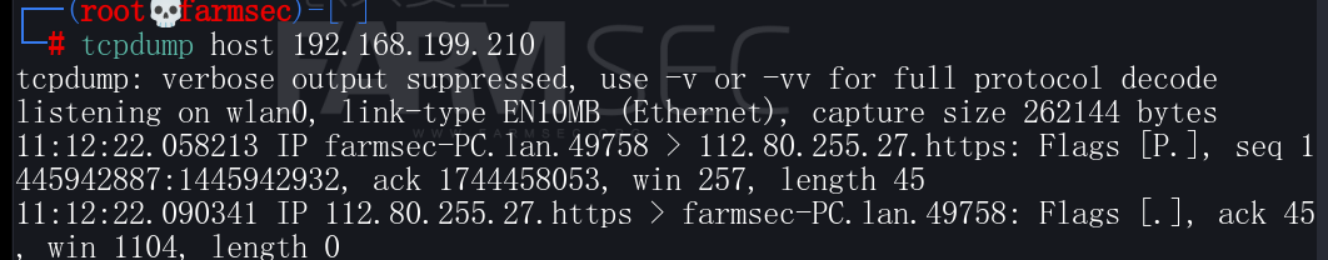 (root💀farmsec)-[ ]
# tcpdump host 192.168.199.210
tcpdump: verbose output suppressed, use -v or -vv for full protocol decode
listening on wlan0, link-type EN10MB (Ethernet), capture size 262144 bytes
11:12:22.058213 IP farmsec-PC.lan.49758 > 112.80.255.27.https: Flags [P.], seq 1
445942887:1445942932, ack 1744458053, win 257, length 45
11:12:22.090341 IP 112.80.255.27.https > farmsec-PC.lan.49758: Flags [.], ack 45
, win 1104, length 0
FARMSEC